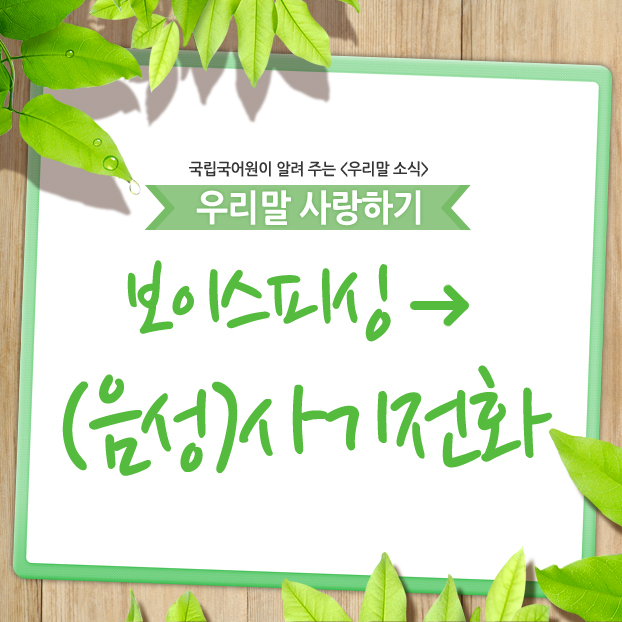 국립국어원이 알려 주는 <우리말 소식>
우리말 사랑하기
보이스피싱 →
(음성)사기전화